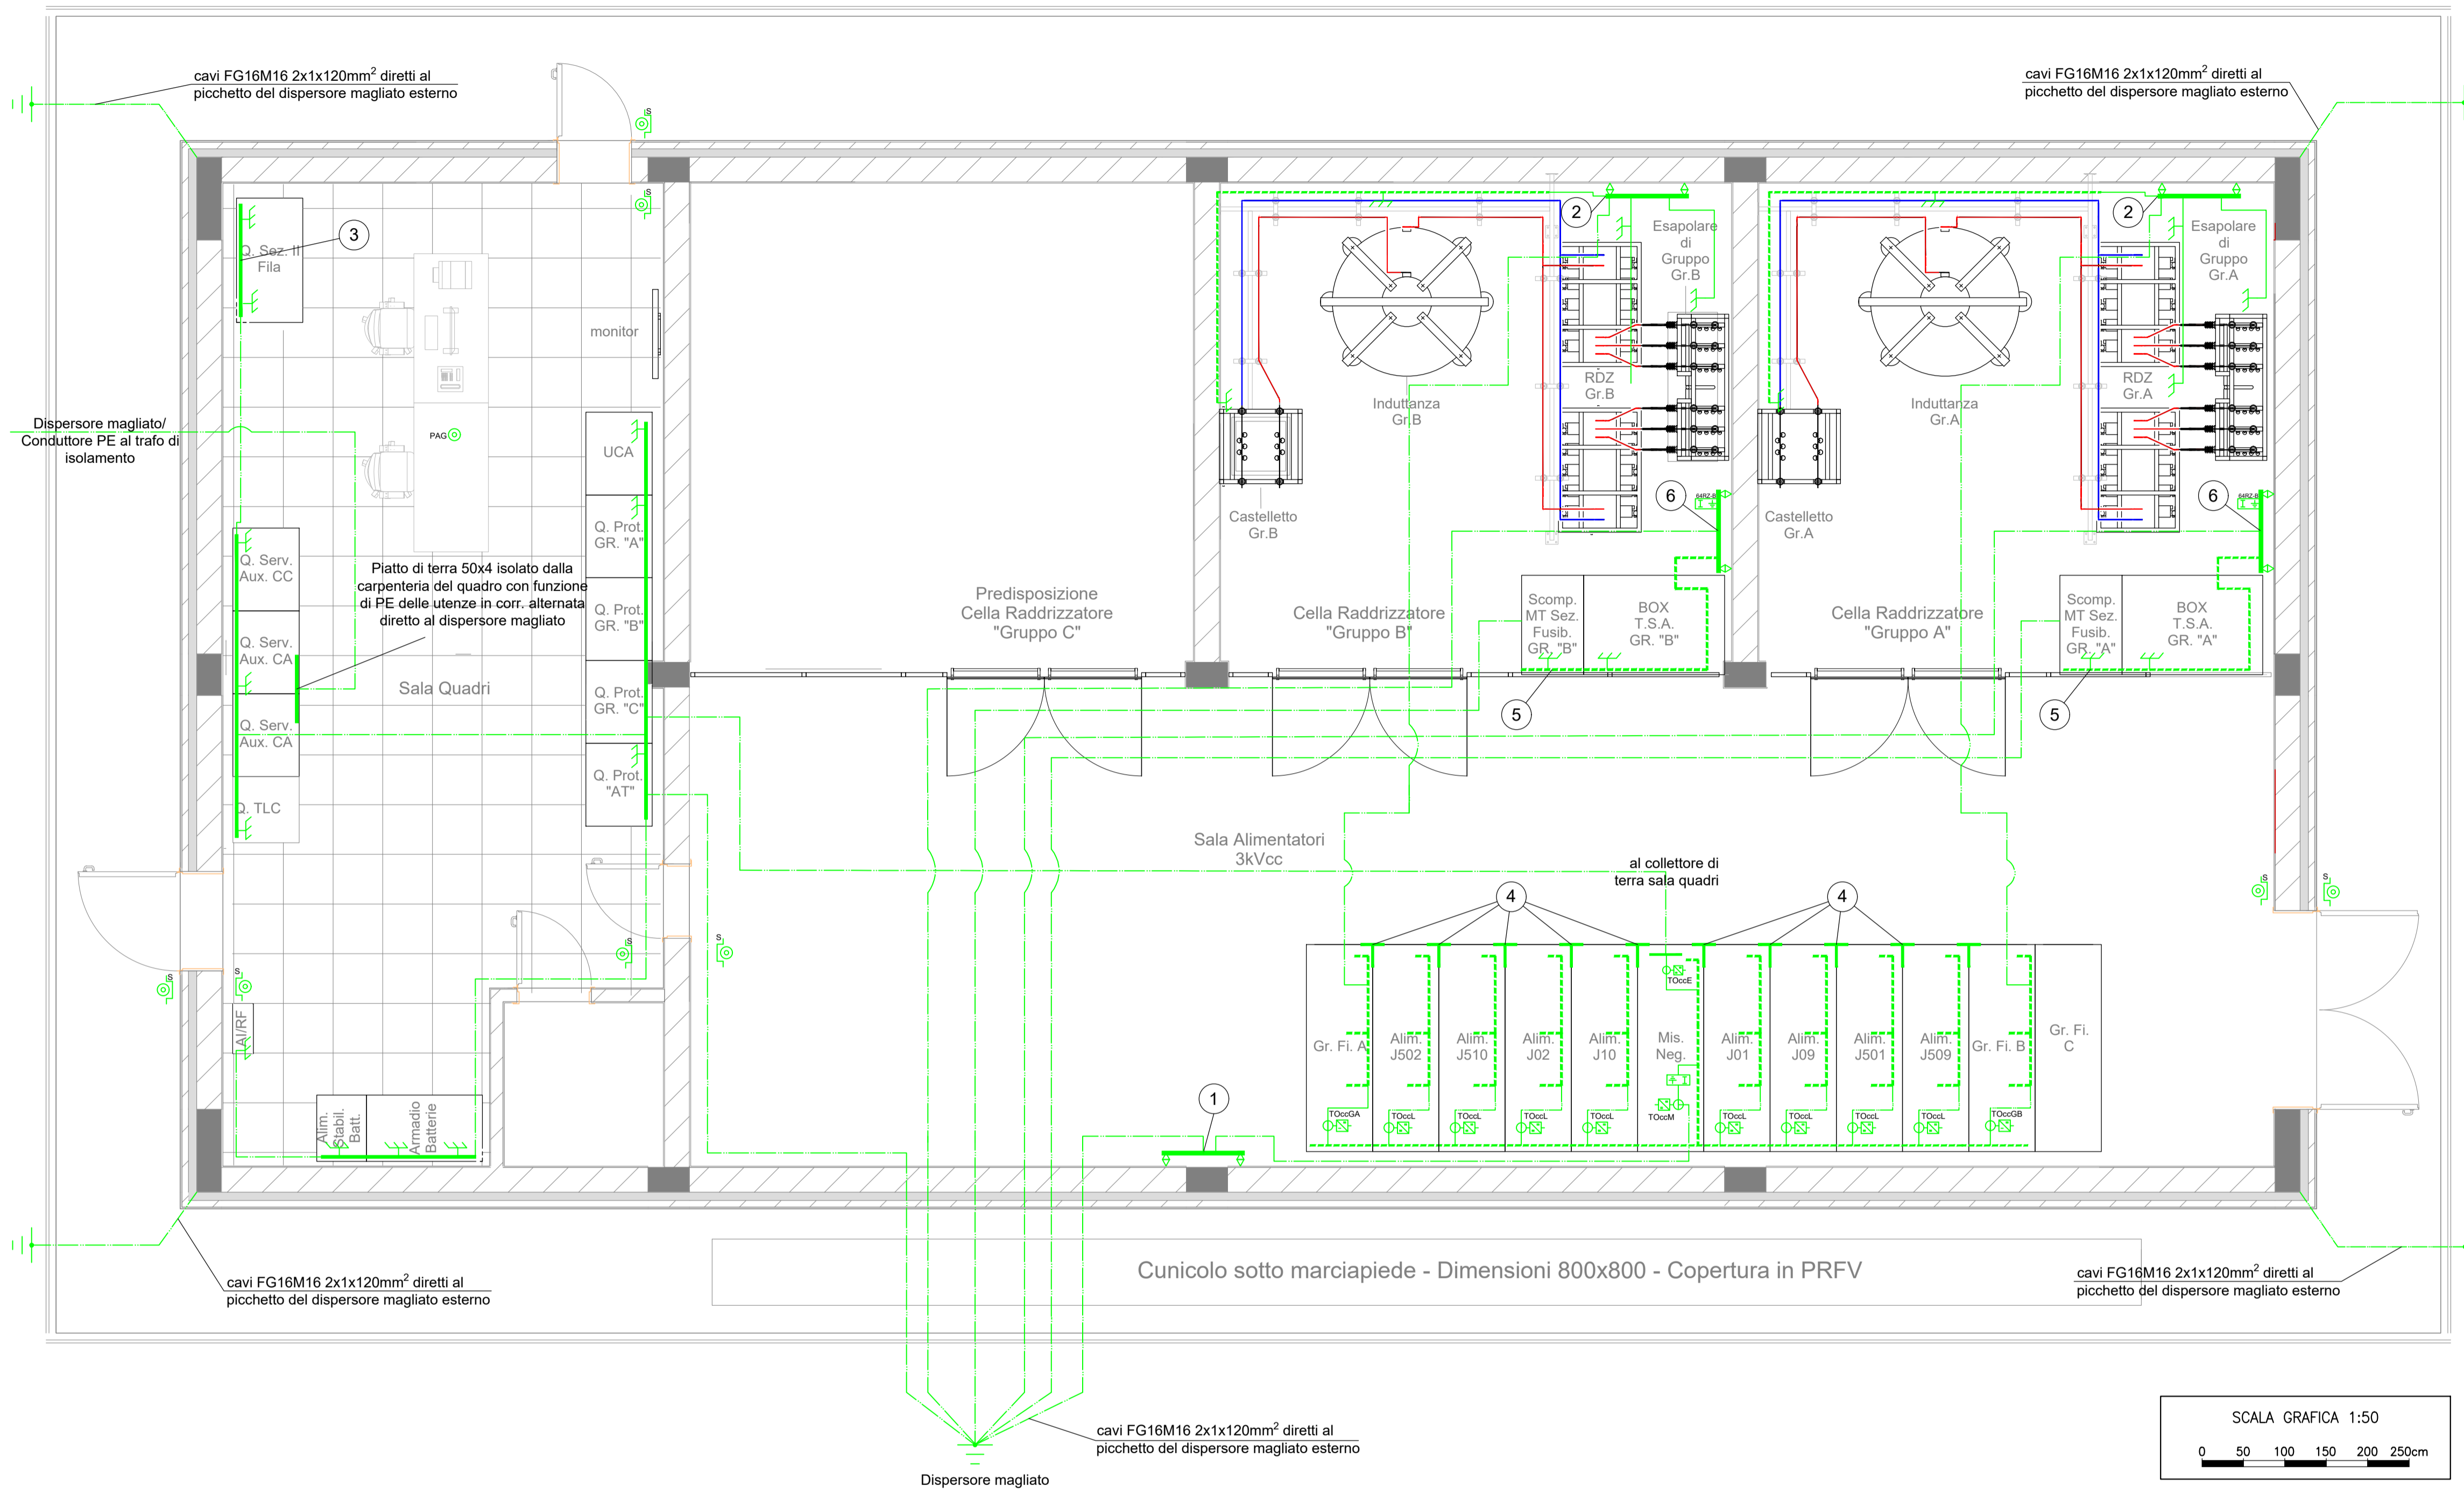 cavi FG16M16 2x1x120mm² diretti al
picchetto del dispersore magliato esterno
cavi FG16M16 2x1x120mm² diretti al
picchetto del dispersore magliato esterno
S
S
3
Q. Sez. II
Fila
monitor
2
Esapolare
di
Gruppo
Gr.B
2
Esapolare
di
Gruppo
Gr.A
RDZ
Gr.B
RDZ
Gr.A
Induttanza
Gr.B
Induttanza
Gr.A
Dispersore magliato/
Conduttore PE al trafo di
isolamento
PAG
UCA
Castelletto
Gr.B
Castelletto
Gr.A
6
64RZ-B
6
64RZ-B
Q. Prot.
GR. "A"
Q. Serv.
Aux. CC
Piatto di terra 50x4 isolato dalla
carpenteria del quadro con funzione
di PE delle utenze in corr. alternata
diretto al dispersore magliato
Q. Prot.
GR. "B"
Predisposizione
Cella Raddrizzatore
"Gruppo C"
Cella Raddrizzatore
"Gruppo B"
Scomp.
MT Sez.
Fusib.
GR. "B"
BOX
T.S.A.
GR. "B"
Cella Raddrizzatore
"Gruppo A"
Scomp.
MT Sez.
Fusib.
GR. "A"
BOX
T.S.A.
GR. "A"
Q. Serv.
Aux. CA
Sala Quadri
Q. Prot.
GR. "C"
5
5
Q. Serv.
Aux. CA
Q. Prot.
"AT"
Q. TLC
Sala Alimentatori
3kVcc
al collettore di
terra sala quadri
4
4
S
S
S
S
S
S
TOccE
AI/RF
Gr. Fi. A
Alim.
J502
Alim.
J510
Alim.
J02
Alim.
J10
Mis.
Neg.
Alim.
J01
Alim.
J09
Alim.
J501
Alim.
J509
Gr. Fi. B
Gr. Fi.
C
1
TOccGA
TOccL
TOccL
TOccL
TOccL
TOccM
TOccL
TOccL
TOccL
TOccL
TOccGB
Alim.
Stabil.
Batt.
Armadio
Batterie
Cunicolo sotto marciapiede - Dimensioni 800x800 - Copertura in PRFV
cavi FG16M16 2x1x120mm² diretti al
picchetto del dispersore magliato esterno
cavi FG16M16 2x1x120mm² diretti al
picchetto del dispersore magliato esterno
cavi FG16M16 2x1x120mm² diretti al
picchetto del dispersore magliato esterno
Dispersore magliato
SCALA GRAFICA 1:50
0 50 100 150 200 250cm